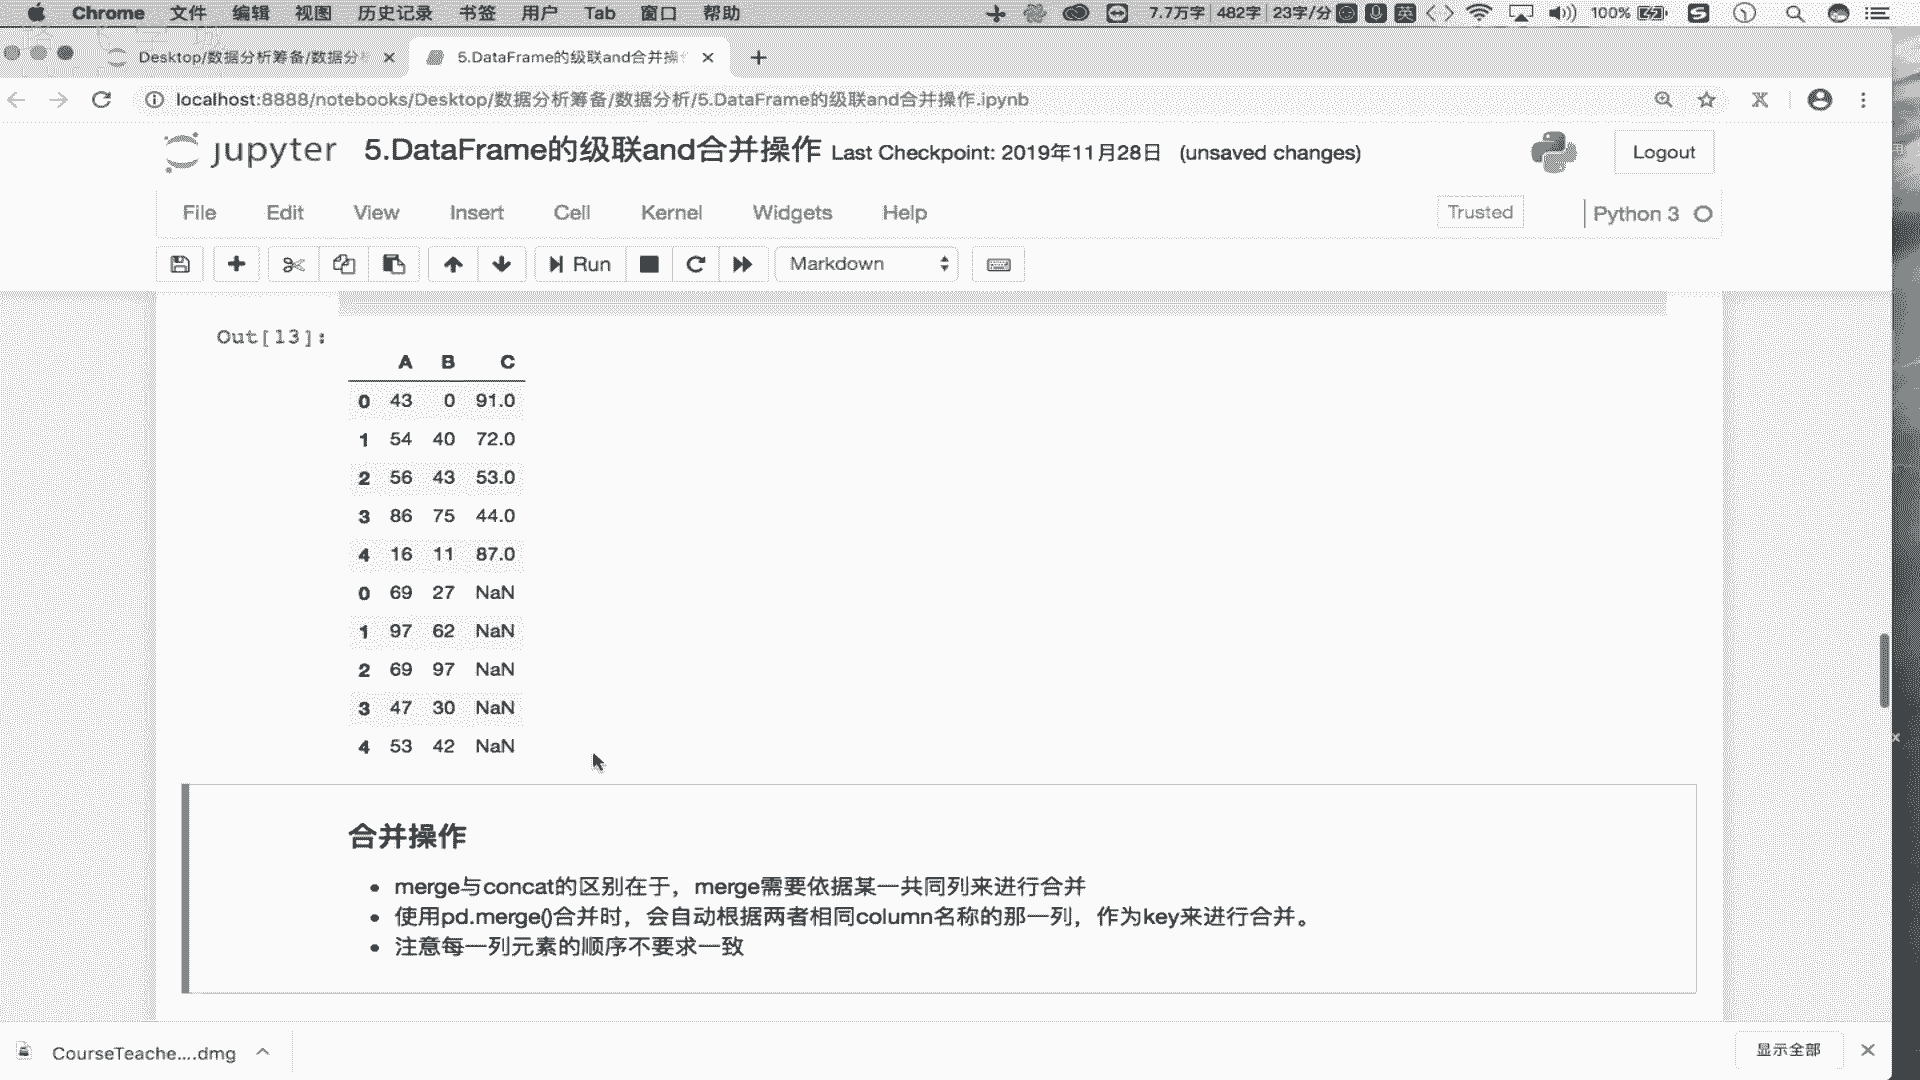 Chrome 文件 编辑 视图 历史记录 书签 用户 Tab 窗口 帮助 7.7万字 482字 23字/分 英 100%
Desktop/数据分析筹备/数据分 5.DataFrame的级联and合并操
localhost:8888/notebooks/Desktop/数据分析筹备/数据分析/5.DataFrame的级联and合并操作.ipynb
jupyter 5.DataFrame的级联and合并操作 Last Checkpoint: 2019年11月28日 (unsaved changes) Logout
File Edit View Insert Cell Kernel Widgets Help Trusted Python 3
Run Markdown
Out[13]:
A B C
0 43 0 91.0
1 54 40 72.0
2 56 43 53.0
3 86 75 44.0
4 16 11 87.0
0 69 27 NaN
1 97 62 NaN
2 69 97 NaN
3 47 30 NaN
4 53 42 NaN
合并操作
• merge与concat的区别在于，merge需要依据某一共同列来进行合并
• 使用pd.merge()合并时，会自动根据两者相同column名称的那一列，作为key来进行合并。
• 注意每一列元素的顺序不要求一致
CourseTeache....dmg 显示全部